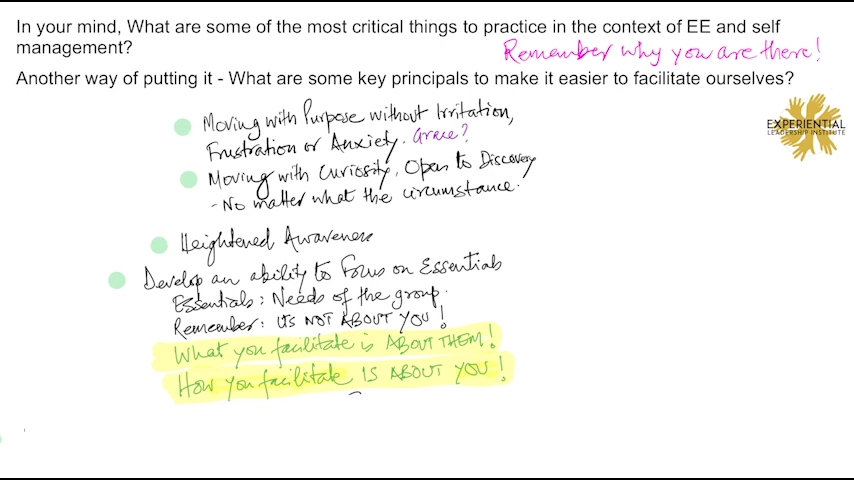 In your mind, What are some of the most critical things to practice in the context of EE and self
management?
Remember why you are there!
Another way of putting it - What are some key principals to make it easier to facilitate ourselves?
Moving with Purpose without Irritation,
Frustration or Anxiety. Grace?
Moving with Curiosity, Open to Discovery
- No matter what the circumstance.
Heightened Awareness
Develop an ability to Focus on Essentials
Essentials: Needs of the group.
Remember: ITS NOT ABOUT YOU!
What you facilitate is ABOUT THEM!
How you facilitate IS ABOUT YOU!
EXPERIENTIAL
LEADERSHIP INSTITUTE